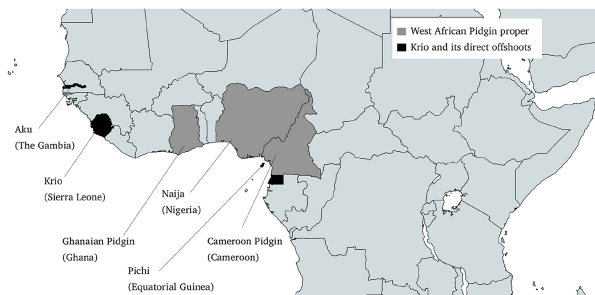 West African Pidgin proper
Krio and its direct offshoots
Aku
(The Gambia)
Krio
(Sierra Leone)
Naija
(Nigeria)
Ghanaian Pidgin
(Ghana)
Cameroon Pidgin
(Cameroon)
Pichi
(Equatorial Guinea)